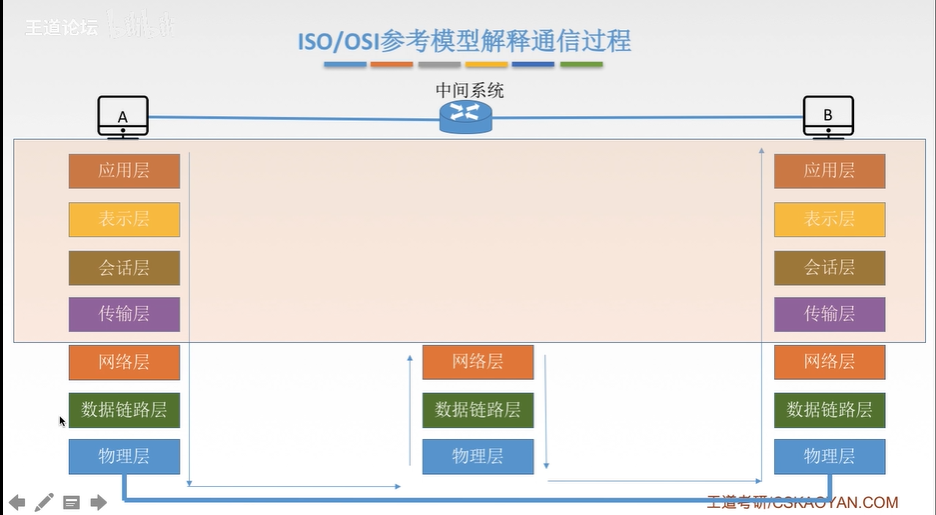 王道论坛
ISO/OSI参考模型解释通信过程
中间系统
A
B
应用层
应用层
表示层
表示层
会话层
会话层
传输层
传输层
网络层
网络层
网络层
数据链路层
数据链路层
数据链路层
物理层
物理层
物理层
王道考研/CSKAOYAN.COM